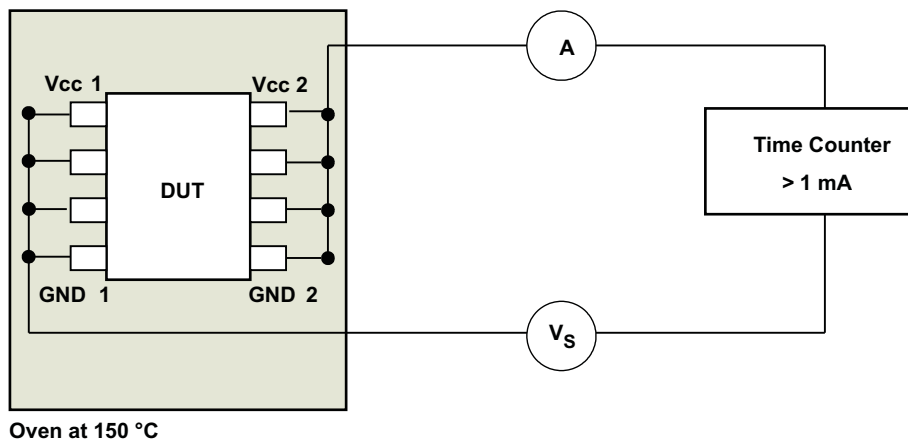 A
Vcc 1
Vcc 2
Time Counter
> 1 mA
DUT
GND 1
GND 2
VS
Oven at 150 °C